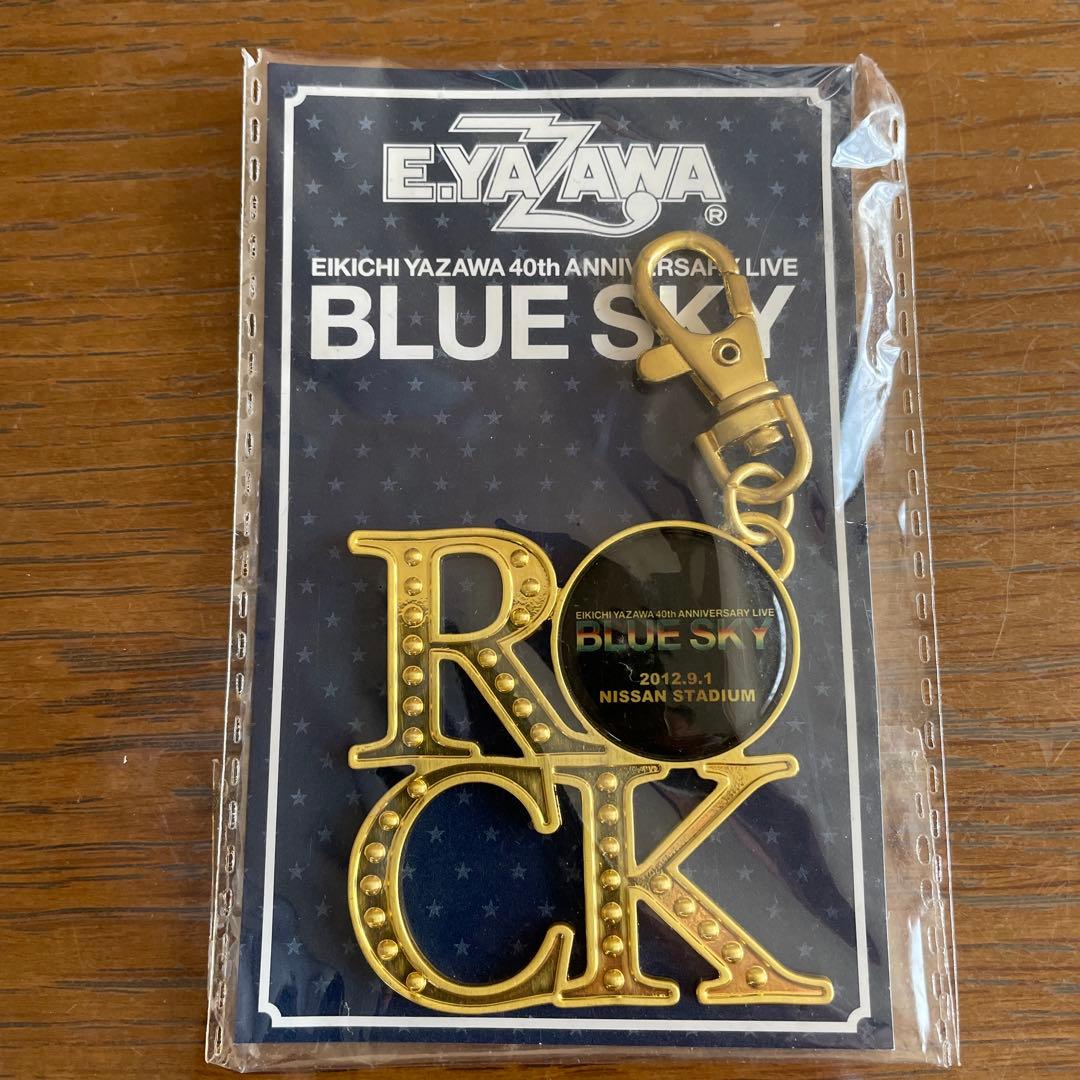 E.YAZAWA®
EIKICHI YAZAWA 40th ANNIVERSARY LIVE
BLUE SKY
ROCK
EIKICHI YAZAWA 40th ANNIVERSARY LIVE
BLUE SKY
2012.9.1
NISSAN STADIUM